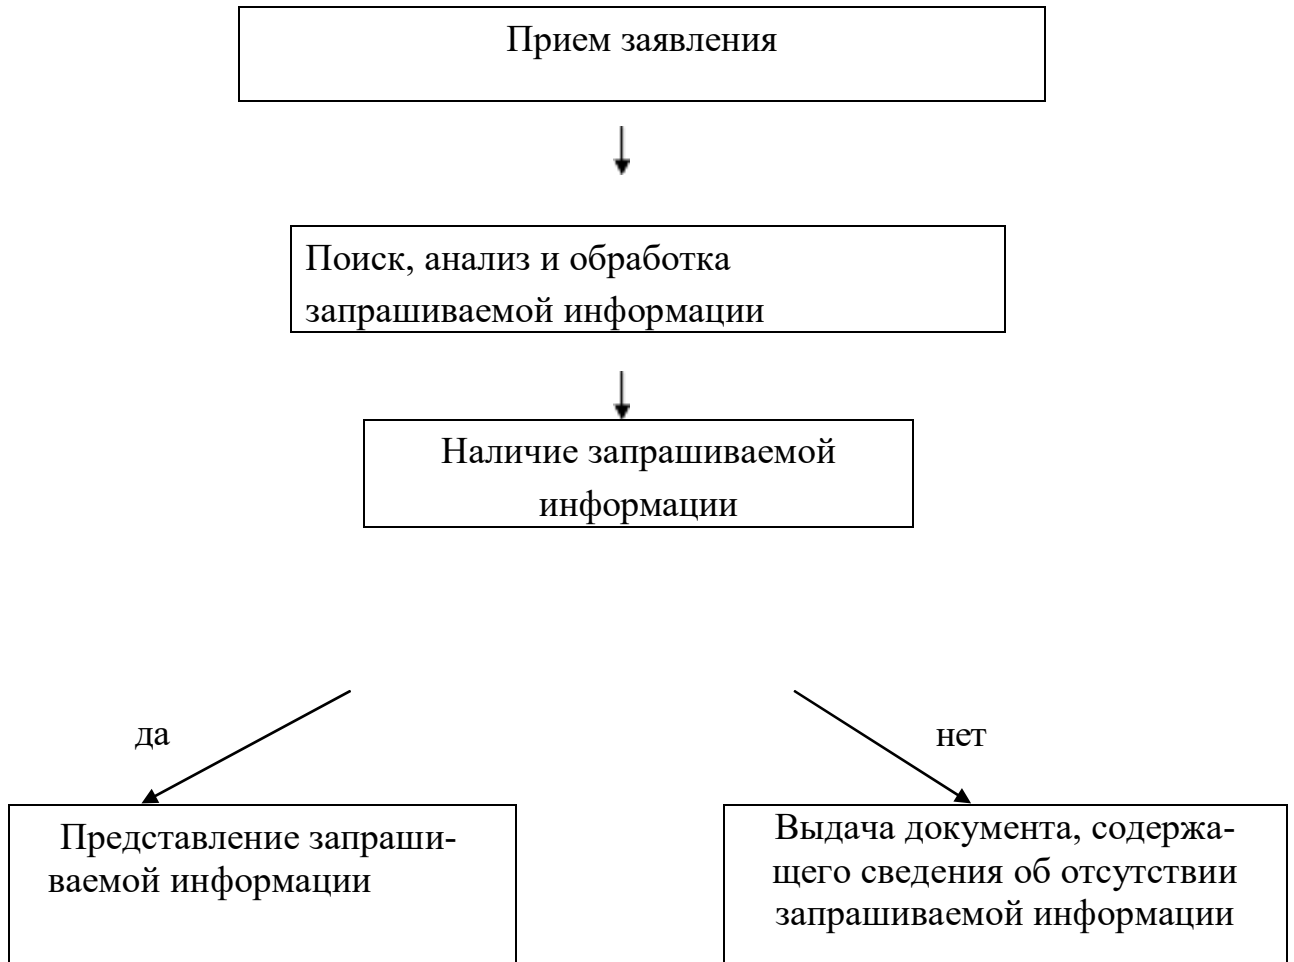 Прием заявления
Поиск, анализ и обработка
запрашиваемой информации
Наличие запрашиваемой
информации
да
нет
Представление запраши-
ваемой информации
Выдача документа, содержа-
щего сведения об отсутствии
запрашиваемой информации